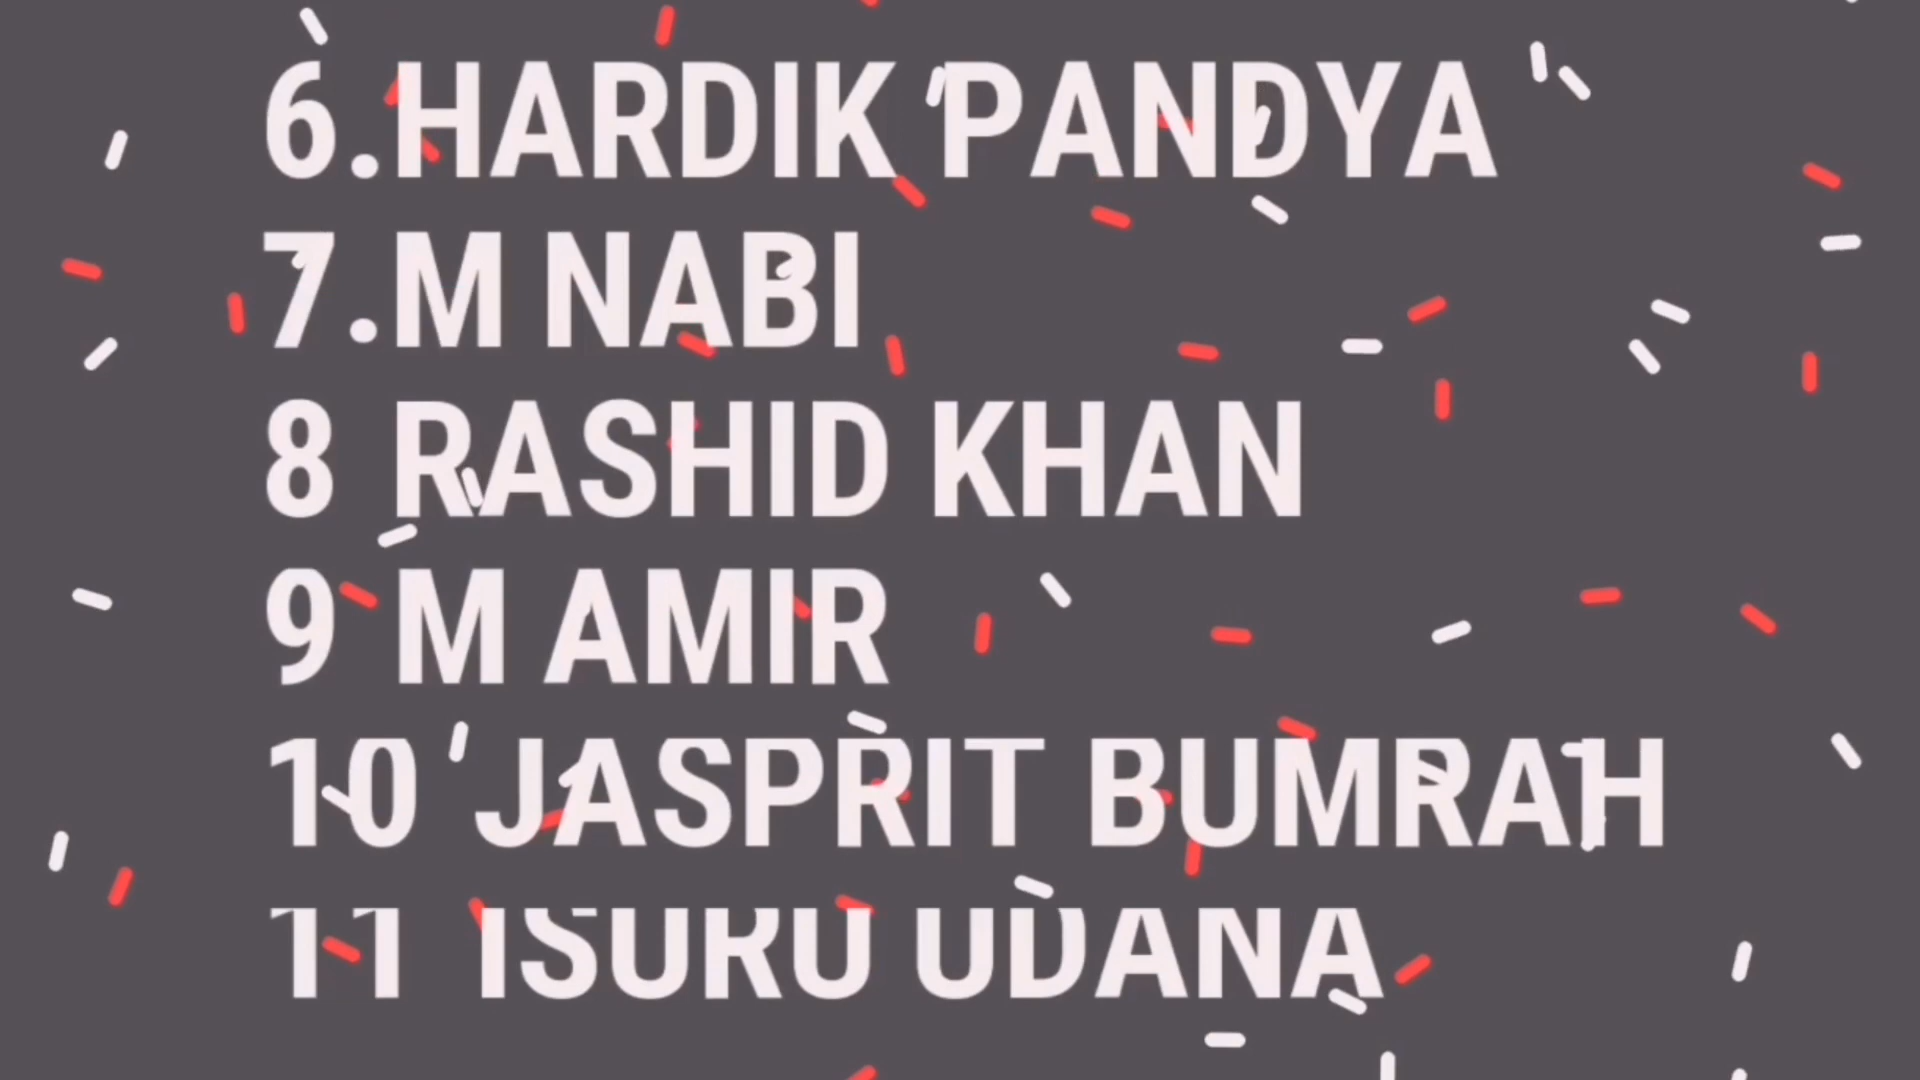 6.HARDIK PANDYA
7.M NABI
8 RASHID KHAN
9 M AMIR
10 JASPRIT BUMRAH
11 ISURU UDANA